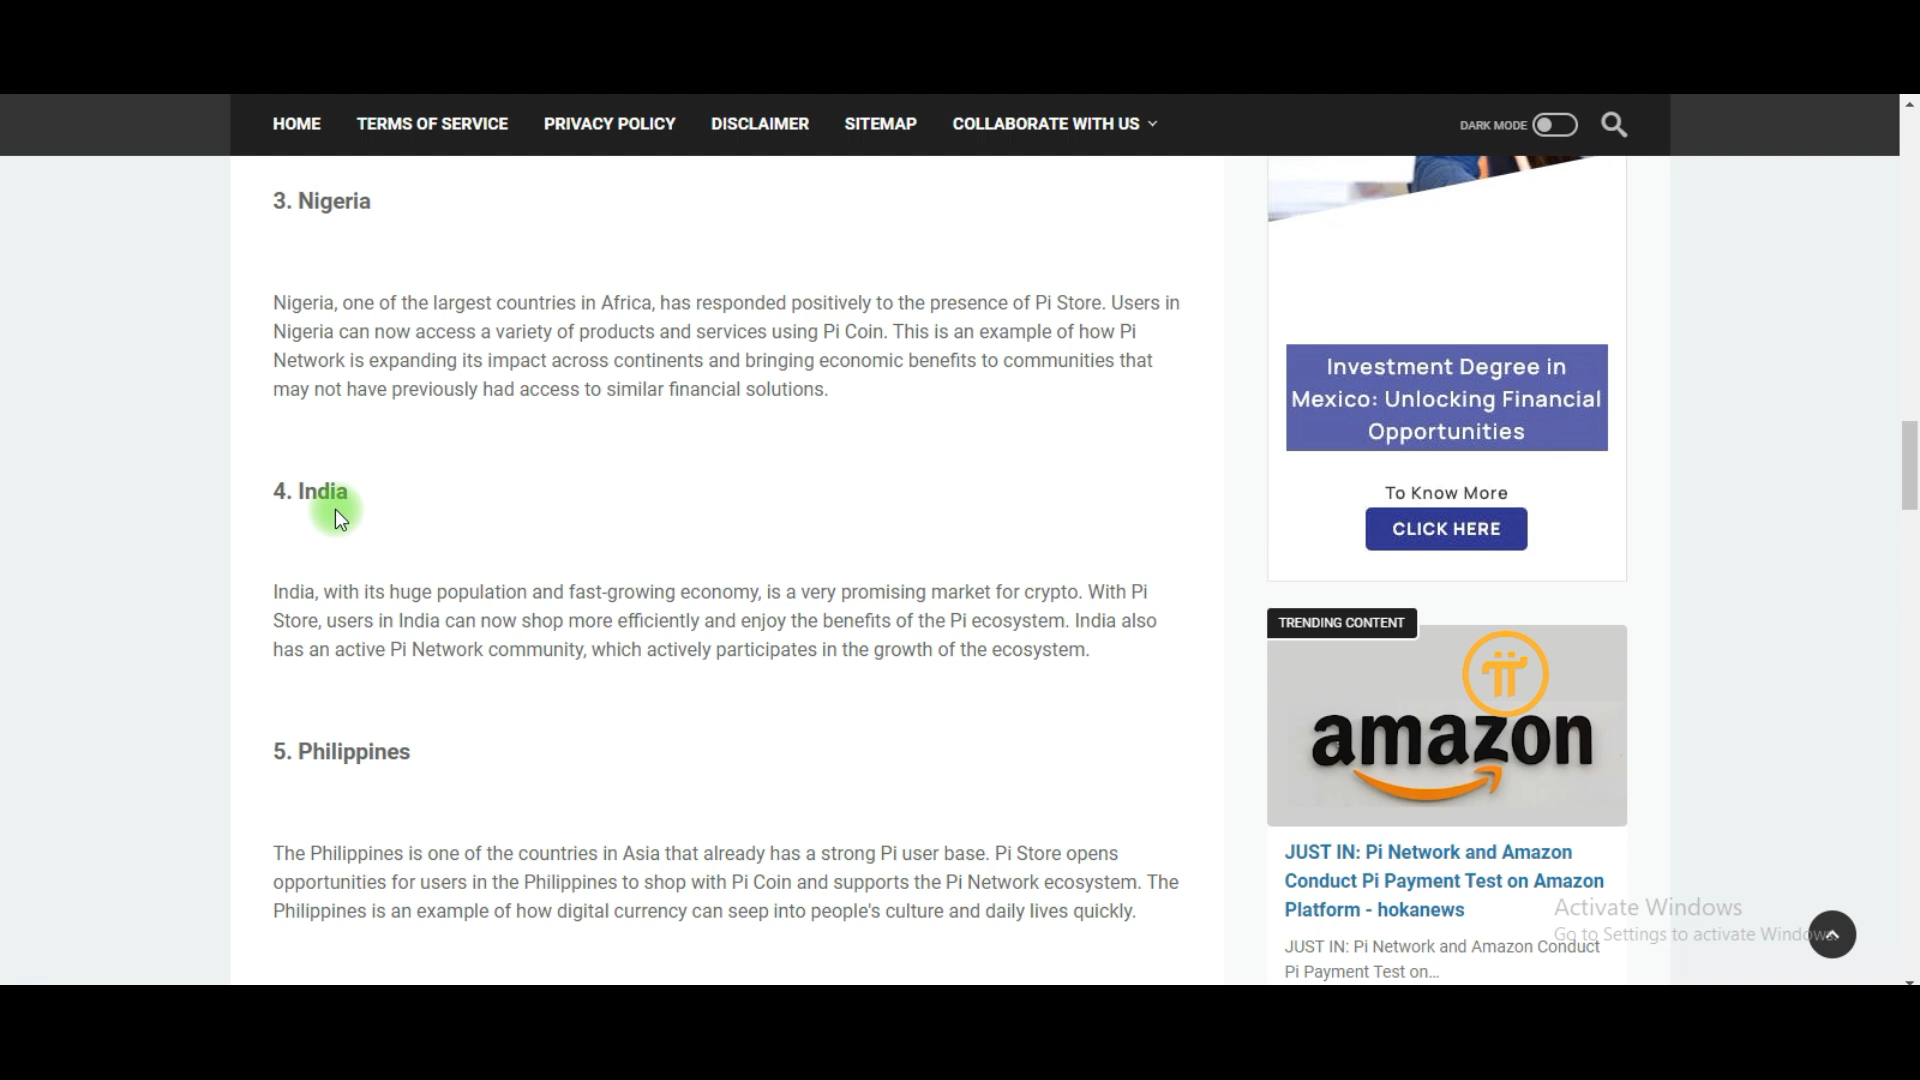 HOME TERMS OF SERVICE PRIVACY POLICY DISCLAIMER SITEMAP COLLABORATE WITH US DARK MODE
3. Nigeria
Nigeria, one of the largest countries in Africa, has responded positively to the presence of Pi Store. Users in
Nigeria can now access a variety of products and services using Pi Coin. This is an example of how Pi
Network is expanding its impact across continents and bringing economic benefits to communities that
may not have previously had access to similar financial solutions.
4. India
India, with its huge population and fast-growing economy, is a very promising market for crypto. With Pi
Store, users in India can now shop more efficiently and enjoy the benefits of the Pi ecosystem. India also
has an active Pi Network community, which actively participates in the growth of the ecosystem.
5. Philippines
The Philippines is one of the countries in Asia that already has a strong Pi user base. Pi Store opens
opportunities for users in the Philippines to shop with Pi Coin and supports the Pi Network ecosystem. The
Philippines is an example of how digital currency can seep into people's culture and daily lives quickly.
Investment Degree in
Mexico: Unlocking Financial
Opportunities
To Know More
CLICK HERE
TRENDING CONTENT
amazon
JUST IN: Pi Network and Amazon
Conduct Pi Payment Test on Amazon
Platform - hokanews
JUST IN: Pi Network and Amazon Conduct
Pi Payment Test on...
Activate Windows
Go to Settings to activate Windows.